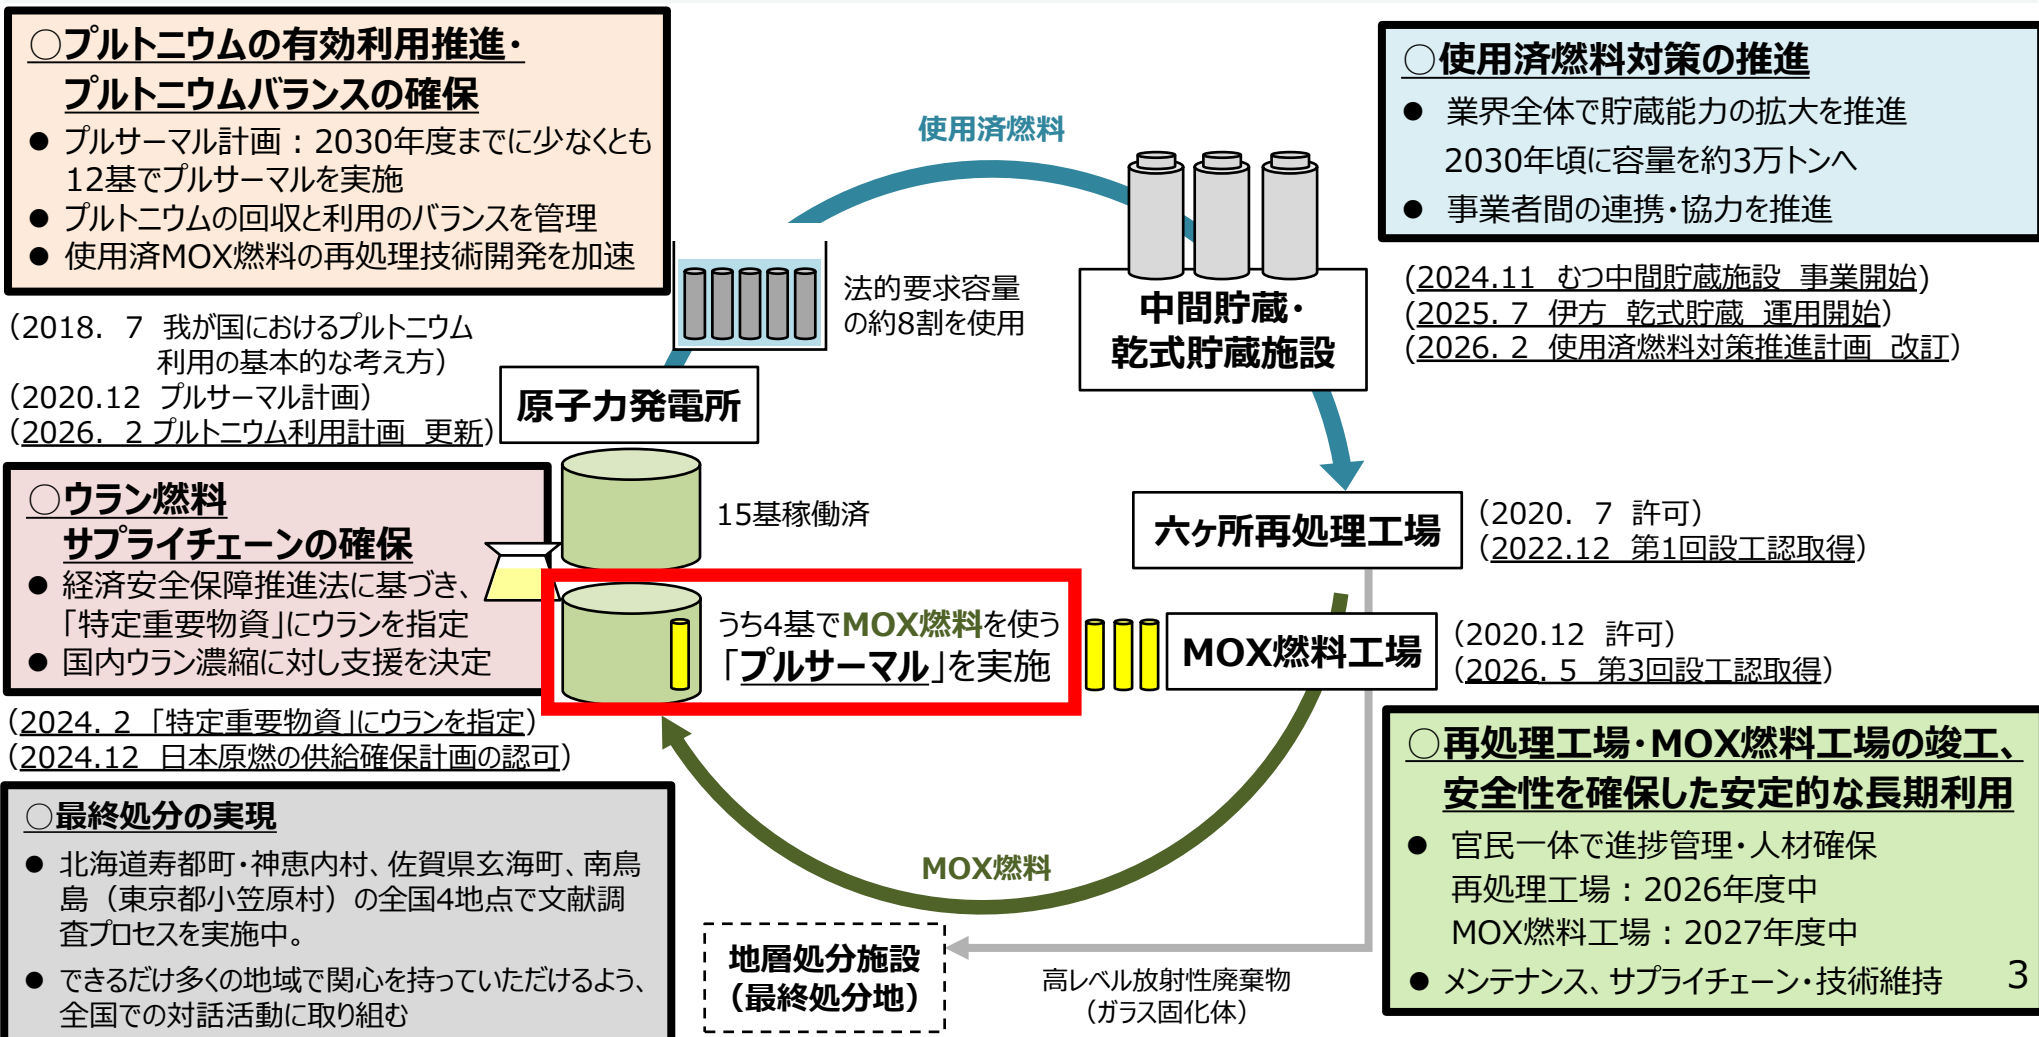 ○プルトニウムの有効利用推進・
プルトニウムバランスの確保
● プルサーマル計画：2030年度までに少なくとも
12基でプルサーマルを実施
● プルトニウムの回収と利用のバランスを管理
● 使用済MOX燃料の再処理技術開発を加速
（2018. 7 我が国におけるプルトニウム
利用の基本的な考え方）
（2020.12 プルサーマル計画）
（2026. 2 プルトニウム利用計画 更新）
○ウラン燃料
サプライチェーンの確保
● 経済安全保障推進法に基づき、
「特定重要物資」にウランを指定
● 国内ウラン濃縮に対し支援を決定
（2024. 2 「特定重要物資」にウランを指定）
（2024.12 日本原燃の供給確保計画の認可）
○最終処分の実現
● 北海道寿都町・神恵内村、佐賀県玄海町、南鳥
島（東京都小笠原村）の全国4地点で文献調
査プロセスを実施中。
● できるだけ多くの地域で関心を持っていただけるよう、
全国での対話活動に取り組む
使用済燃料
法的要求容量
の約8割を使用
原子力発電所
15基稼働済
うち4基でMOX燃料を使う
「プルサーマル」を実施
MOX燃料
地層処分施設
（最終処分地）
高レベル放射性廃棄物
（ガラス固化体）
中間貯蔵・
乾式貯蔵施設
六ヶ所再処理工場
（2020. 7 許可）
（2022.12 第1回設工認取得）
MOX燃料工場
（2020.12 許可）
（2026. 5 第3回設工認取得）
○使用済燃料対策の推進
● 業界全体で貯蔵能力の拡大を推進
2030年頃に容量を約3万トンへ
● 事業者間の連携・協力を推進
（2024.11 むつ中間貯蔵施設 事業開始）
（2025. 7 伊方 乾式貯蔵 運用開始）
（2026. 2 使用済燃料対策推進計画 改訂）
○再処理工場・MOX燃料工場の竣工、
安全性を確保した安定的な長期利用
● 官民一体で進捗管理・人材確保
再処理工場：2026年度中
MOX燃料工場：2027年度中
● メンテナンス、サプライチェーン・技術維持
3